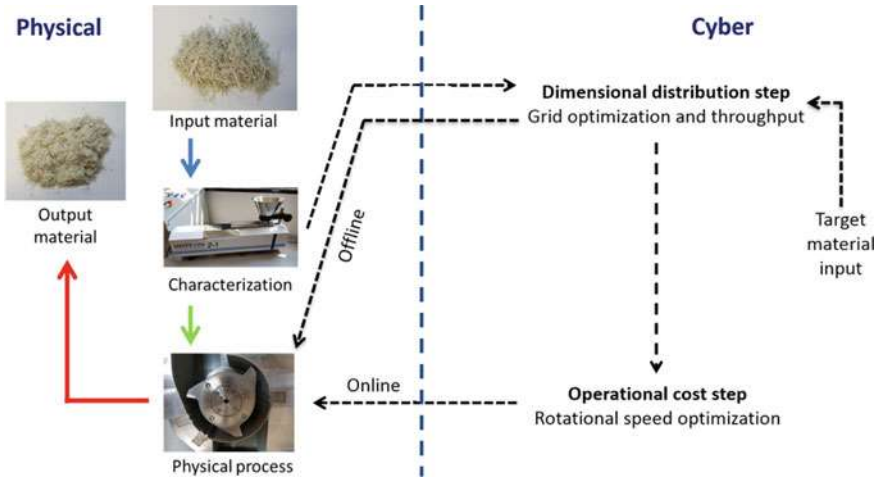 Physical
Cyber
Input material
Dimensional distribution step
Grid optimization and throughput
Output
material
Offline
Target
material
input
Characterization
Online
Operational cost step
Rotational speed optimization
Physical process